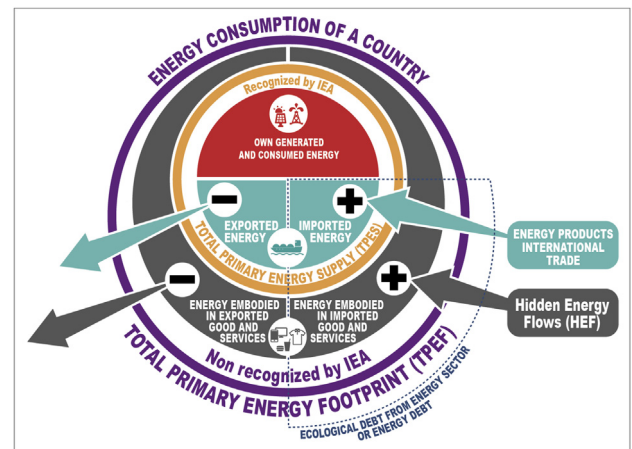 ENERGY CONSUMPTION OF A COUNTRY
Recognized by IEA
OWN GENERATED
AND CONSUMED ENERGY
EXPORTED
ENERGY
IMPORTED
ENERGY
TOTAL PRIMARY ENERGY SUPPLY (TPES)
ENERGY PRODUCTS
INTERNATIONAL
TRADE
ENERGY EMBODIED
IN EXPORTED
GOOD AND
SERVICES
ENERGY EMBODIED
IN IMPORTED
GOOD AND
SERVICES
Hidden Energy
Flows (HEF)
Non recognized by IEA
TOTAL PRIMARY ENERGY FOOTPRINT (TPEF)
ECOLOGICAL DEBT FROM ENERGY SECTOR
OR ENERGY DEBT